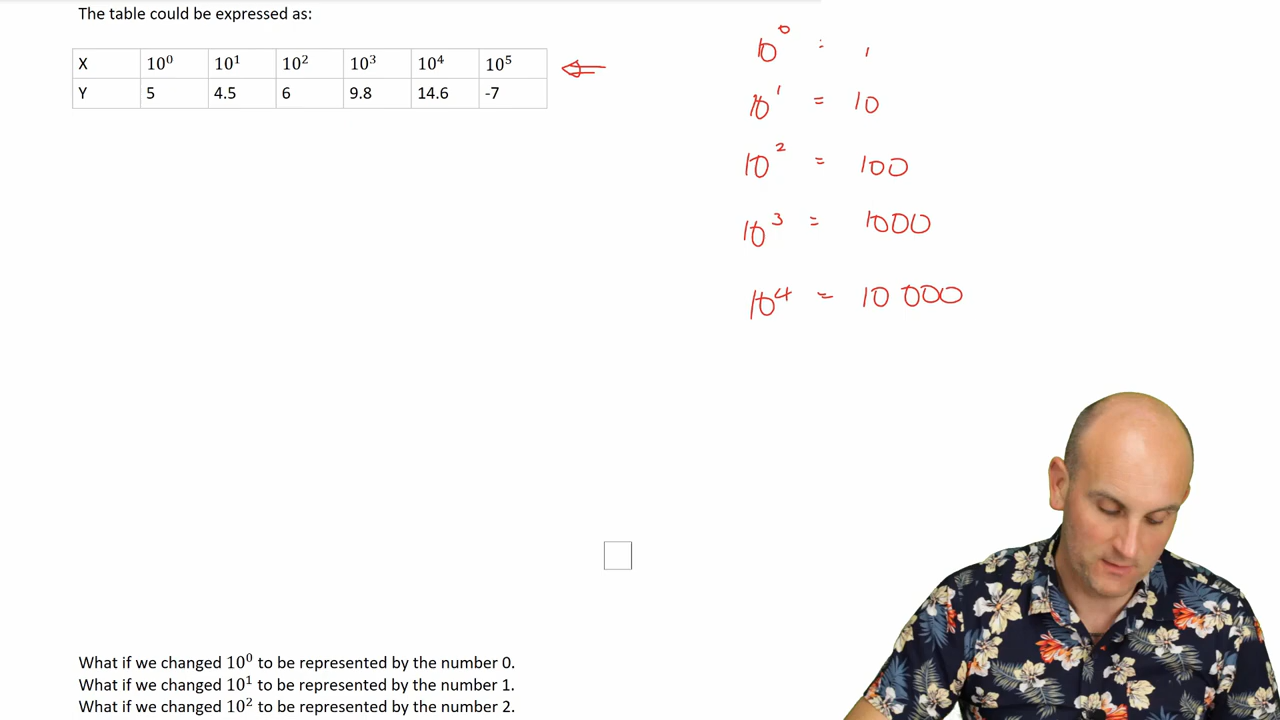 The table could be expressed as:
X 10⁰ 10¹ 10² 10³ 10⁴ 10⁵
Y 5 4.5 6 9.8 14.6 -7
10⁰ = 1
10¹ = 10
10² = 100
10³ = 1000
10⁴ = 10 000
What if we changed 10⁰ to be represented by the number 0.
What if we changed 10¹ to be represented by the number 1.
What if we changed 10² to be represented by the number 2.